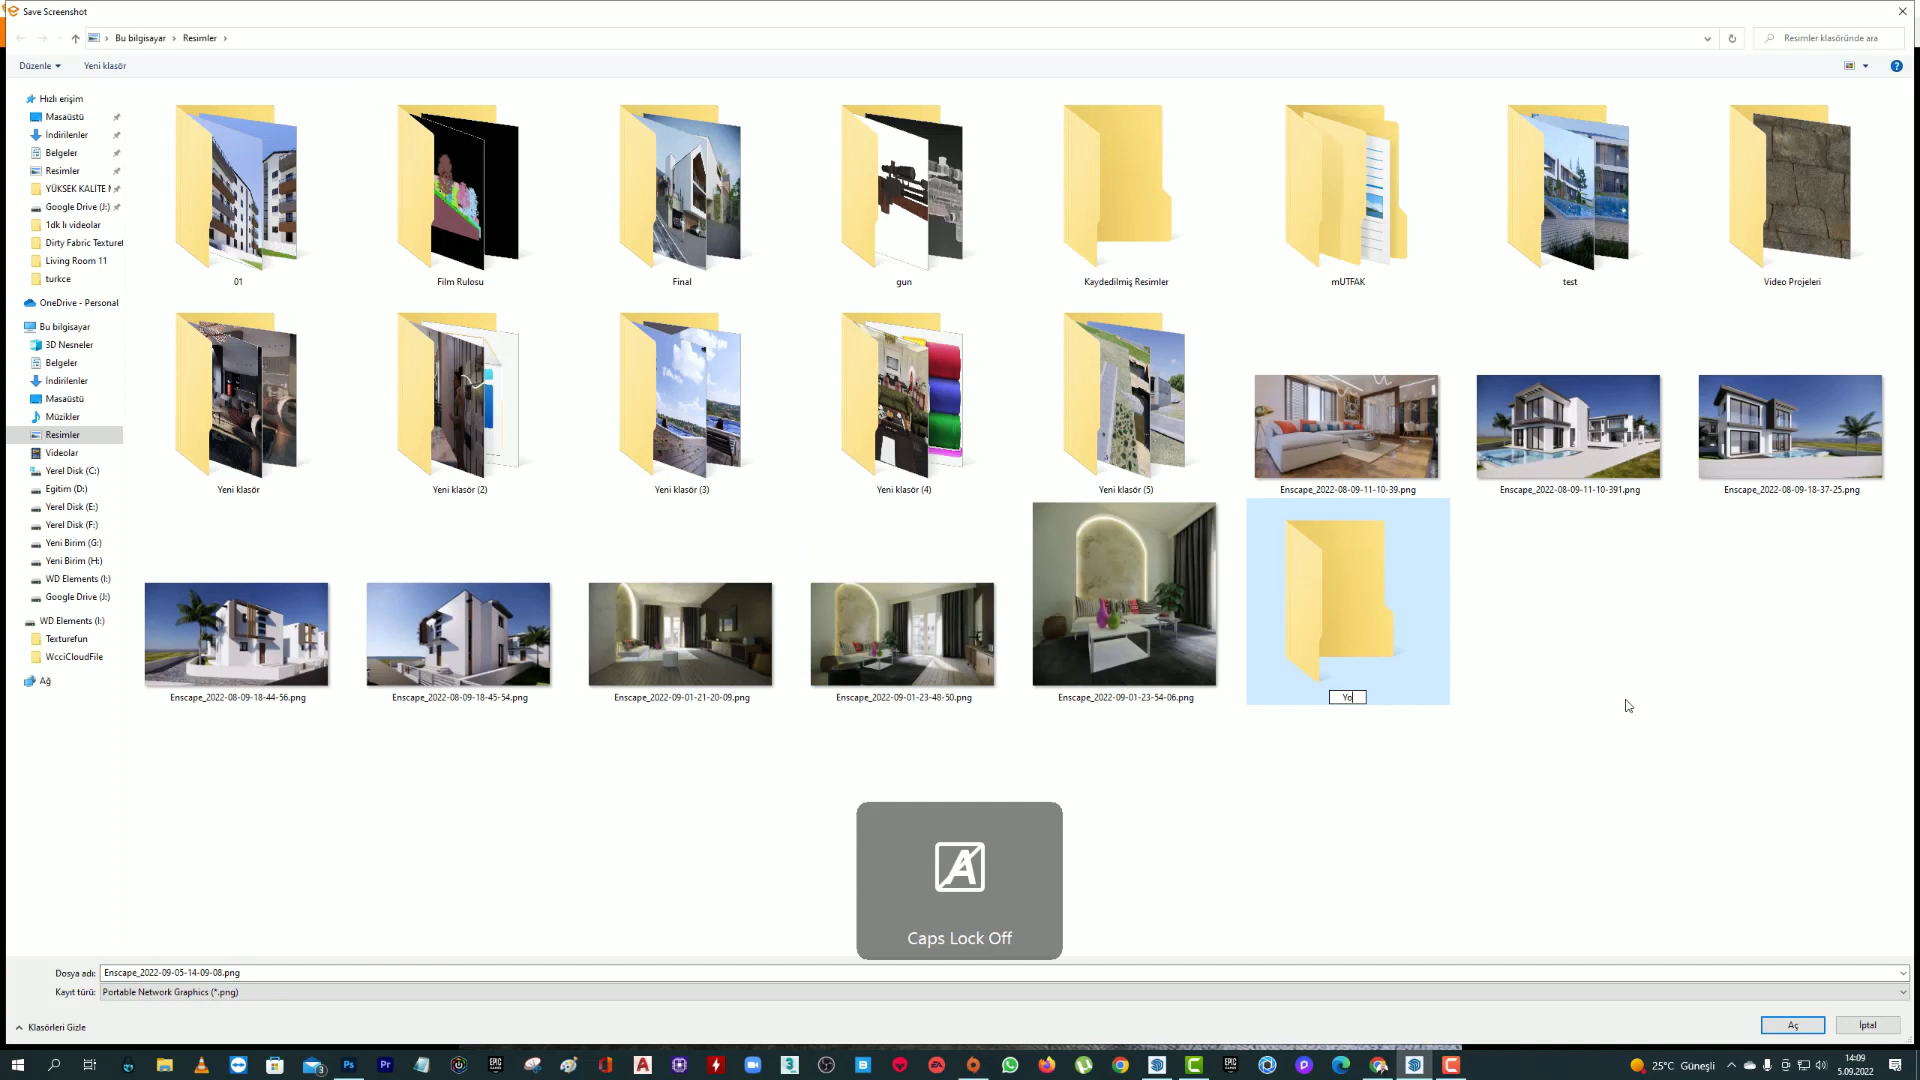 Save Screenshot
Bu bilgisayar
Resimler
Resimler klasöründe ara
Düzenle
Yeni klasör
Hızlı erişim
Masaüstü
İndirilenler
Belgeler
Resimler
YÜKSEK KALİTE
Google Drive (J:)
1dk lı videolar
Dirty Fabric Texture
Living Room 11
turkce
OneDrive - Personal
Bu bilgisayar
3D Nesneler
Belgeler
İndirilenler
Masaüstü
Müzikler
Resimler
Videolar
Yerel Disk (C:)
Egitim (D:)
Yerel Disk (E:)
Yerel Disk (F:)
Yeni Birim (G:)
Yeni Birim (H:)
WD Elements (I:)
Google Drive (J:)
WD Elements (I:)
Texturefun
WcciCloudFile
Ağ
01
Film Rulosu
Final
gun
Kaydedilmiş Resimler
mUTFAK
test
Video Projeleri
Yeni klasör
Yeni klasör (2)
Yeni klasör (3)
Yeni klasör (4)
Yeni klasör (5)
Enscape_2022-08-09-11-10-39.png
Enscape_2022-08-09-11-10-391.png
Enscape_2022-08-09-18-37-25.png
Enscape_2022-08-09-18-44-56.png
Enscape_2022-08-09-18-45-54.png
Enscape_2022-09-01-21-20-09.png
Enscape_2022-09-01-23-48-50.png
Enscape_2022-09-01-23-54-06.png
Yo
Caps Lock Off
Dosya adı: Enscape_2022-09-05-14-09-08.png
Kayıt türü: Portable Network Graphics (*.png)
Klasörleri Gizle
Aç
İptal
25°C Güneşli
14:09
5.09.2022